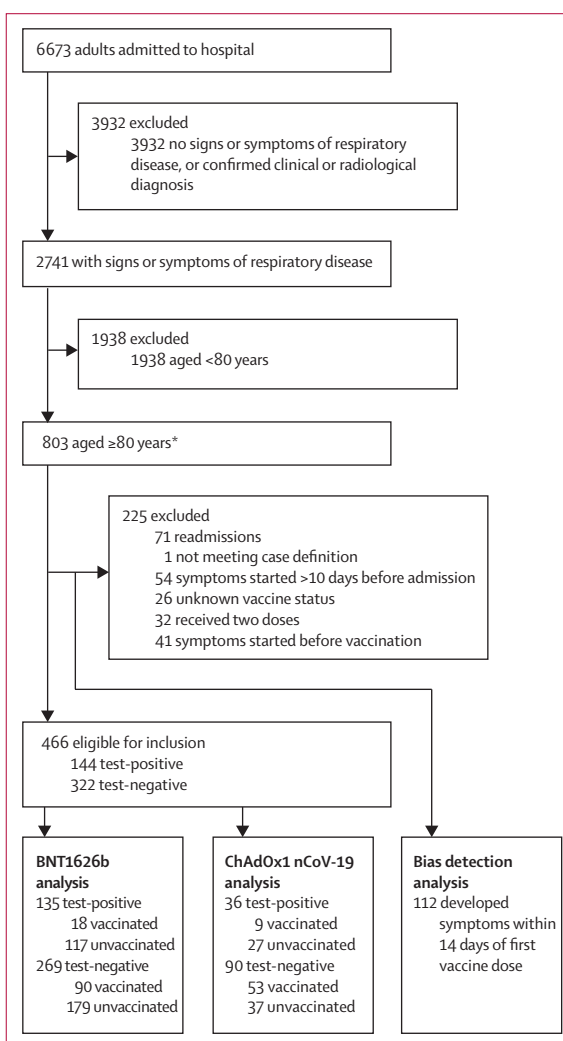 6673 adults admitted to hospital
3932 excluded
3932 no signs or symptoms of respiratory
disease, or confirmed clinical or radiological
diagnosis
2741 with signs or symptoms of respiratory disease
1938 excluded
1938 aged <80 years
803 aged ≥80 years*
225 excluded
71 readmissions
1 not meeting case definition
54 symptoms started >10 days before admission
26 unknown vaccine status
32 received two doses
41 symptoms started before vaccination
466 eligible for inclusion
144 test-positive
322 test-negative
BNT1626b
analysis
135 test-positive
18 vaccinated
117 unvaccinated
269 test-negative
90 vaccinated
179 unvaccinated
ChAdOx1 nCoV-19
analysis
36 test-positive
9 vaccinated
27 unvaccinated
90 test-negative
53 vaccinated
37 unvaccinated
Bias detection
analysis
112 developed
symptoms within
14 days of first
vaccine dose